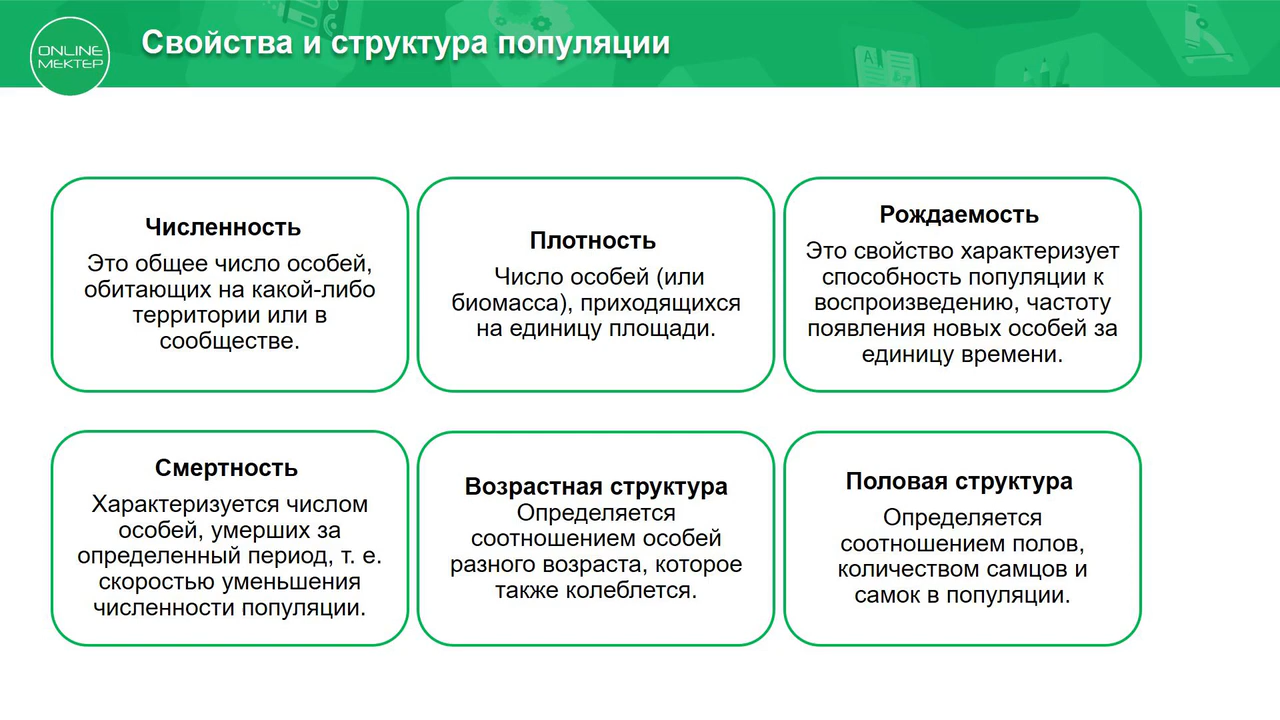 ONLINE
МЕКТЕР
Свойства и структура популяции
Численность
Это общее число особей,
обитающих на какой-либо
территории или в
сообществе.
Плотность
Число особей (или
биомасса), приходящихся
на единицу площади.
Рождаемость
Это свойство характеризует
способность популяции к
воспроизведению, частоту
появления новых особей за
единицу времени.
Смертность
Характеризуется числом
особей, умерших за
определенный период, т. е.
скоростью уменьшения
численности популяции.
Возрастная структура
Определяется
соотношением особей
разного возраста, которое
также колеблется.
Половая структура
Определяется
соотношением полов,
количеством самцов и
самок в популяции.